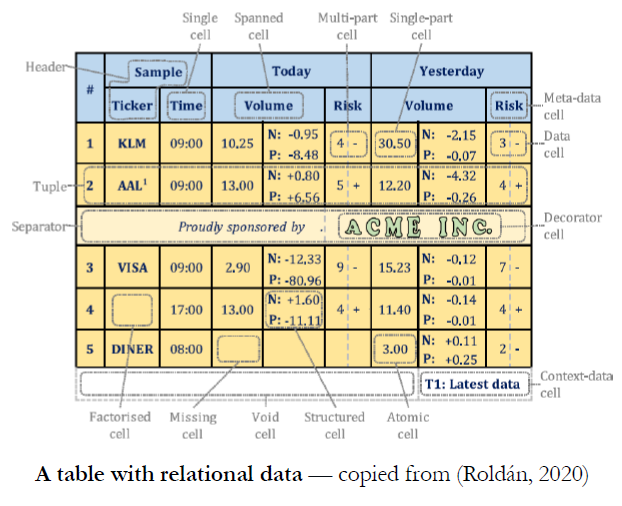 Single cell Spanned cell Multi-part cell Single-part cell
Header
# Sample Today Yesterday
Ticker Time Volume Risk Volume Risk
Meta-data cell
1 KLM 09:00 10.25 N: -0.95 P: -8.48 4 - 30.50 N: -2.15 P: -0.07 3 -
Data cell
Tuple
2 AAL¹ 09:00 13.00 N: +0.80 P: +6.56 5 + 12.20 N: -4.32 P: -0.26 4 +
Separator
Proudly sponsored by ACME INC.
Decorator cell
3 VISA 09:00 2.90 N: -12,33 P: -80,96 9 - 15.23 N: -0,12 P: -0.01 7 -
4 17:00 13.00 N: +1.60 P: -11.11 4 + 11.40 N: -0.14 P: -0.01 4 +
5 DINER 08:00 3.00 N: +0.11 P: +0.25 2 -
T1: Latest data
Context-data cell
Factorised cell Missing cell Void cell Structured cell Atomic cell
A table with relational data — copied from (Roldán, 2020)